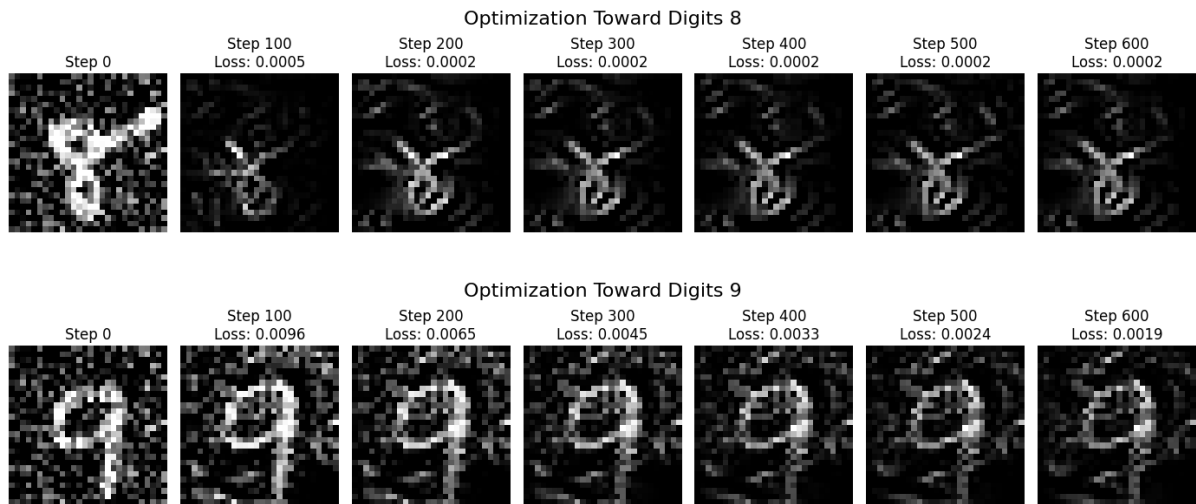 Optimization Toward Digits 8
Step 0
Step 100
Loss: 0.0005
Step 200
Loss: 0.0002
Step 300
Loss: 0.0002
Step 400
Loss: 0.0002
Step 500
Loss: 0.0002
Step 600
Loss: 0.0002
Optimization Toward Digits 9
Step 0
Step 100
Loss: 0.0096
Step 200
Loss: 0.0065
Step 300
Loss: 0.0045
Step 400
Loss: 0.0033
Step 500
Loss: 0.0024
Step 600
Loss: 0.0019